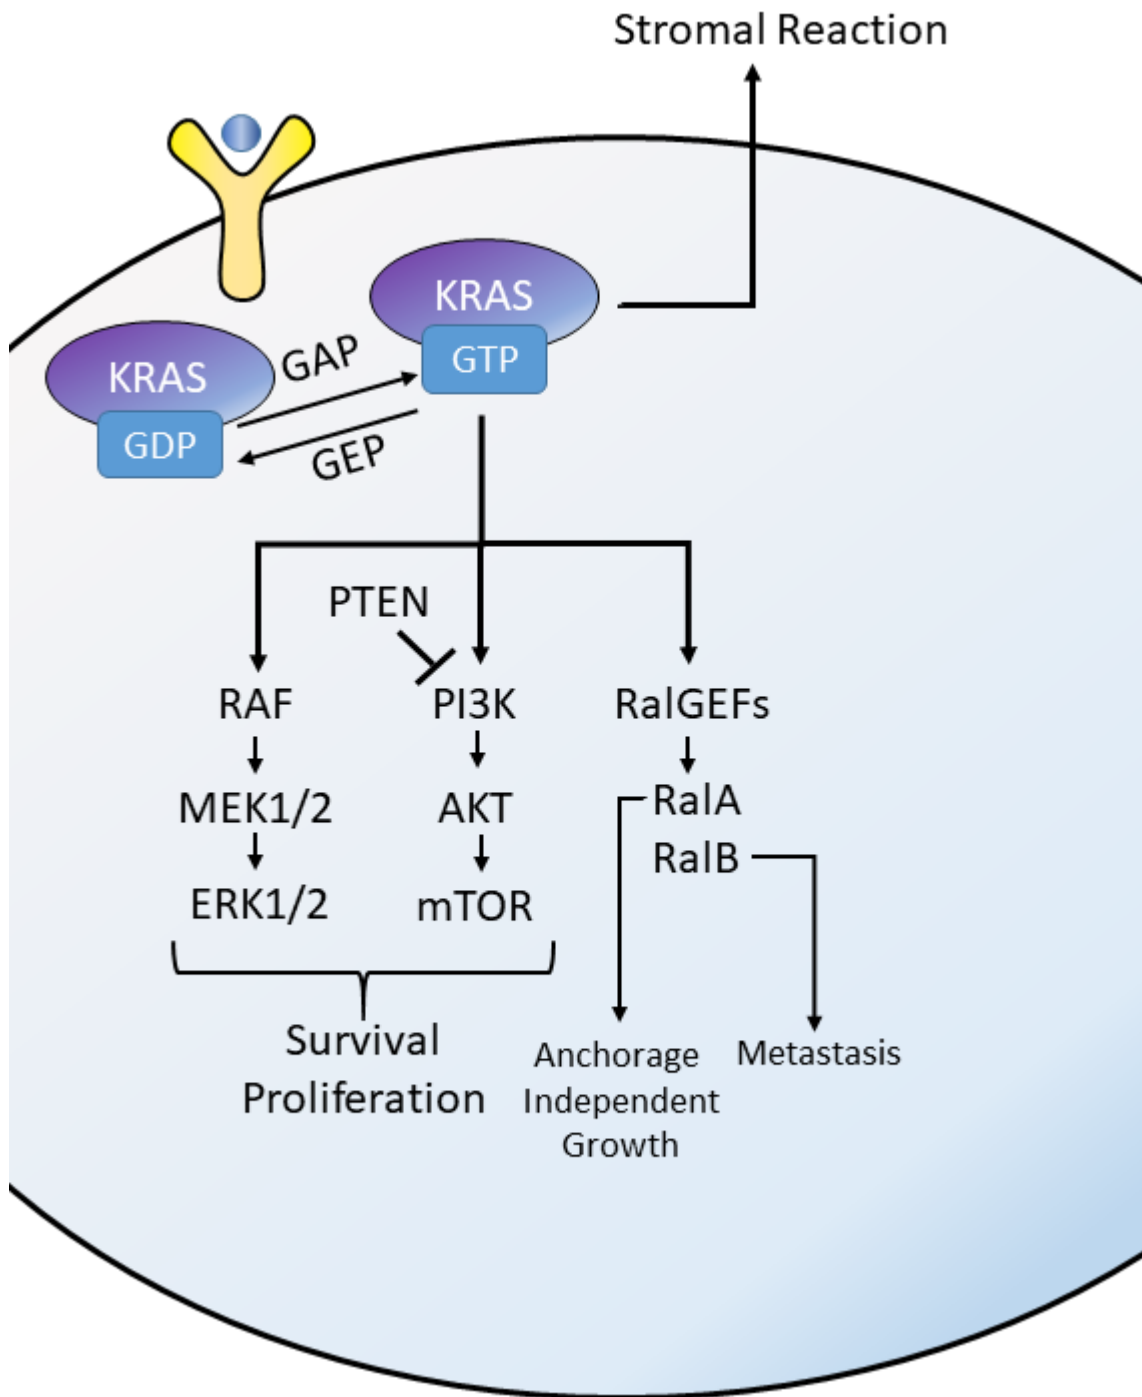 Stromal Reaction
KRAS
GTP
KRAS
GDP
GAP
GEP
PTEN
RAF
PI3K
RalGEFs
MEK1/2
AKT
RalA
RalB
ERK1/2
mTOR
Survival
Proliferation
Anchorage
Independent
Growth
Metastasis